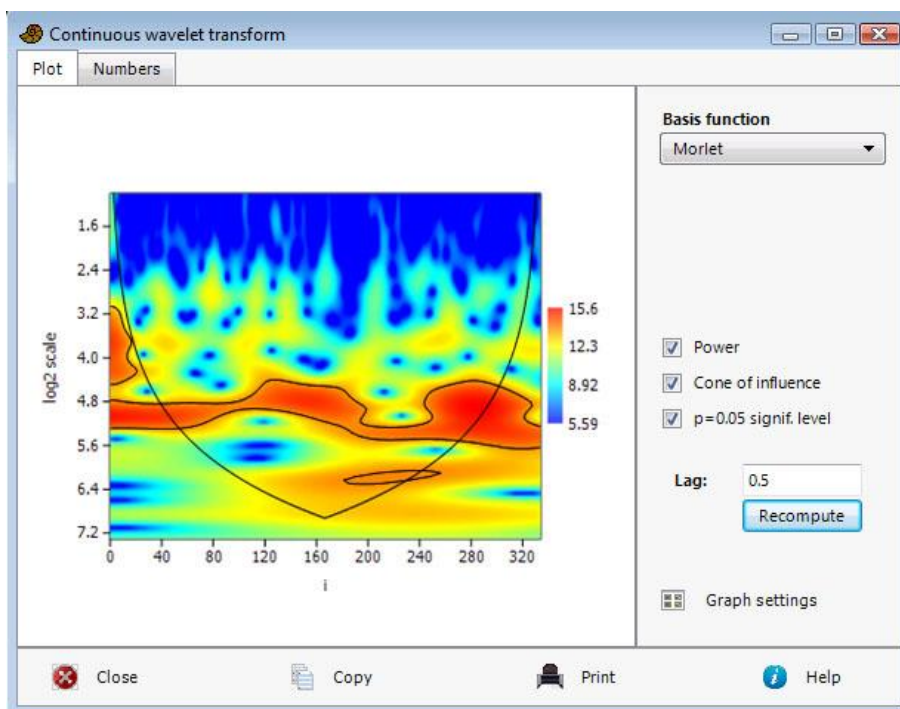 Continuous wavelet transform
Plot
Numbers
Basis function
Morlet
1.6
2.4
3.2
4.0
4.8
5.6
6.4
7.2
log2 scale
0
40
80
120
160
200
240
280
320
i
15.6
12.3
8.92
5.59
Power
Cone of influence
p=0.05 signif. level
Lag:
0.5
Recompute
Graph settings
Close
Copy
Print
Help